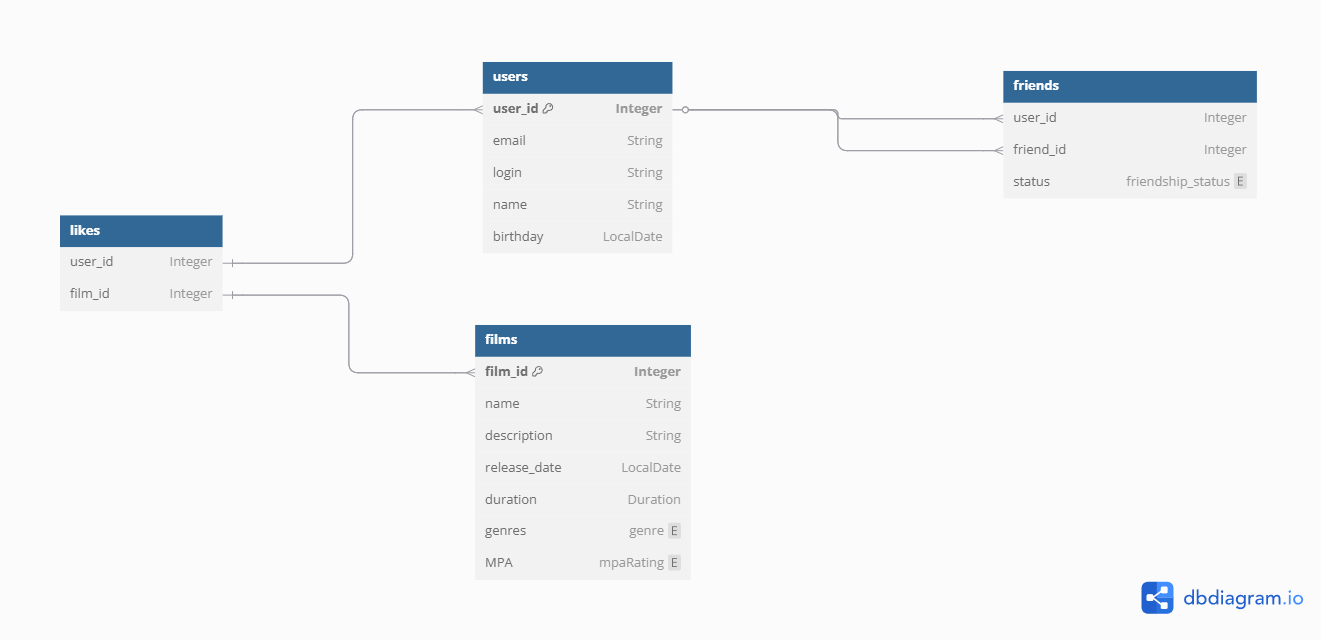 users
user_id Integer
email String
login String
name String
birthday LocalDate
friends
user_id Integer
friend_id Integer
status friendship_status E
likes
user_id Integer
film_id Integer
films
film_id Integer
name String
description String
release_date LocalDate
duration Duration
genres genre E
MPA mpaRating E
dbdiagram.io